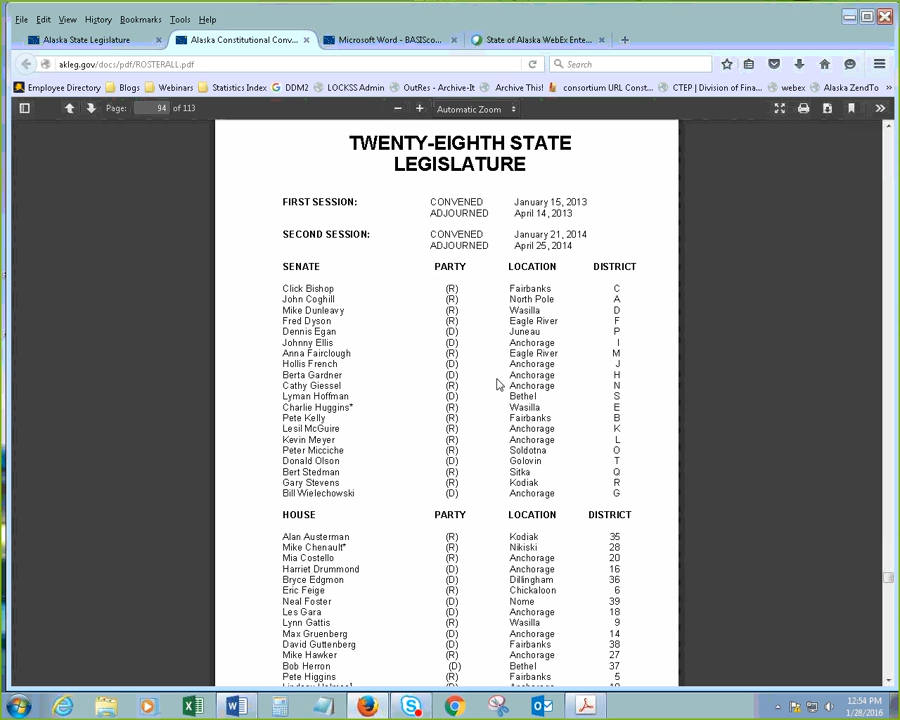 File Edit View History Bookmarks Tools Help
Alaska State Legislature × Alaska Constitutional Conv... × Microsoft Word - BASISco... × State of Alaska WebEx Ente... × +
akleg.gov/docs/pdf/ROSTERALL.pdf Search
Employee Directory Blogs Webinars Statistics Index DDM2 LOCKSS Admin OutRes - Archive-It Archive This! consortium URL Const... CTEP | Division of Fina... webex Alaska ZendTo »
Page: 94 of 113 − + Automatic Zoom
TWENTY-EIGHTH STATE
LEGISLATURE
FIRST SESSION: CONVENED January 15, 2013
ADJOURNED April 14, 2013
SECOND SESSION: CONVENED January 21, 2014
ADJOURNED April 25, 2014
SENATE PARTY LOCATION DISTRICT
Click Bishop (R) Fairbanks C
John Coghill (R) North Pole A
Mike Dunleavy (R) Wasilla D
Fred Dyson (R) Eagle River F
Dennis Egan (D) Juneau P
Johnny Ellis (D) Anchorage I
Anna Fairclough (R) Eagle River M
Hollis French (D) Anchorage J
Berta Gardner (D) Anchorage H
Cathy Giessel (R) Anchorage N
Lyman Hoffman (D) Bethel S
Charlie Huggins* (R) Wasilla E
Pete Kelly (R) Fairbanks B
Lesil McGuire (R) Anchorage K
Kevin Meyer (R) Anchorage L
Peter Micciche (R) Soldotna O
Donald Olson (D) Golovin T
Bert Stedman (R) Sitka Q
Gary Stevens (R) Kodiak R
Bill Wielechowski (D) Anchorage G
HOUSE PARTY LOCATION DISTRICT
Alan Austerman (R) Kodiak 35
Mike Chenault* (R) Nikiski 28
Mia Costello (R) Anchorage 20
Harriet Drummond (D) Anchorage 16
Bryce Edgmon (D) Dillingham 36
Eric Feige (R) Chickaloon 6
Neal Foster (D) Nome 39
Les Gara (D) Anchorage 18
Lynn Gattis (R) Wasilla 9
Max Gruenberg (D) Anchorage 14
David Guttenberg (D) Fairbanks 38
Mike Hawker (R) Anchorage 27
Bob Herron (D) Bethel 37
Pete Higgins (R) Fairbanks 5
12:54 PM
1/28/2016